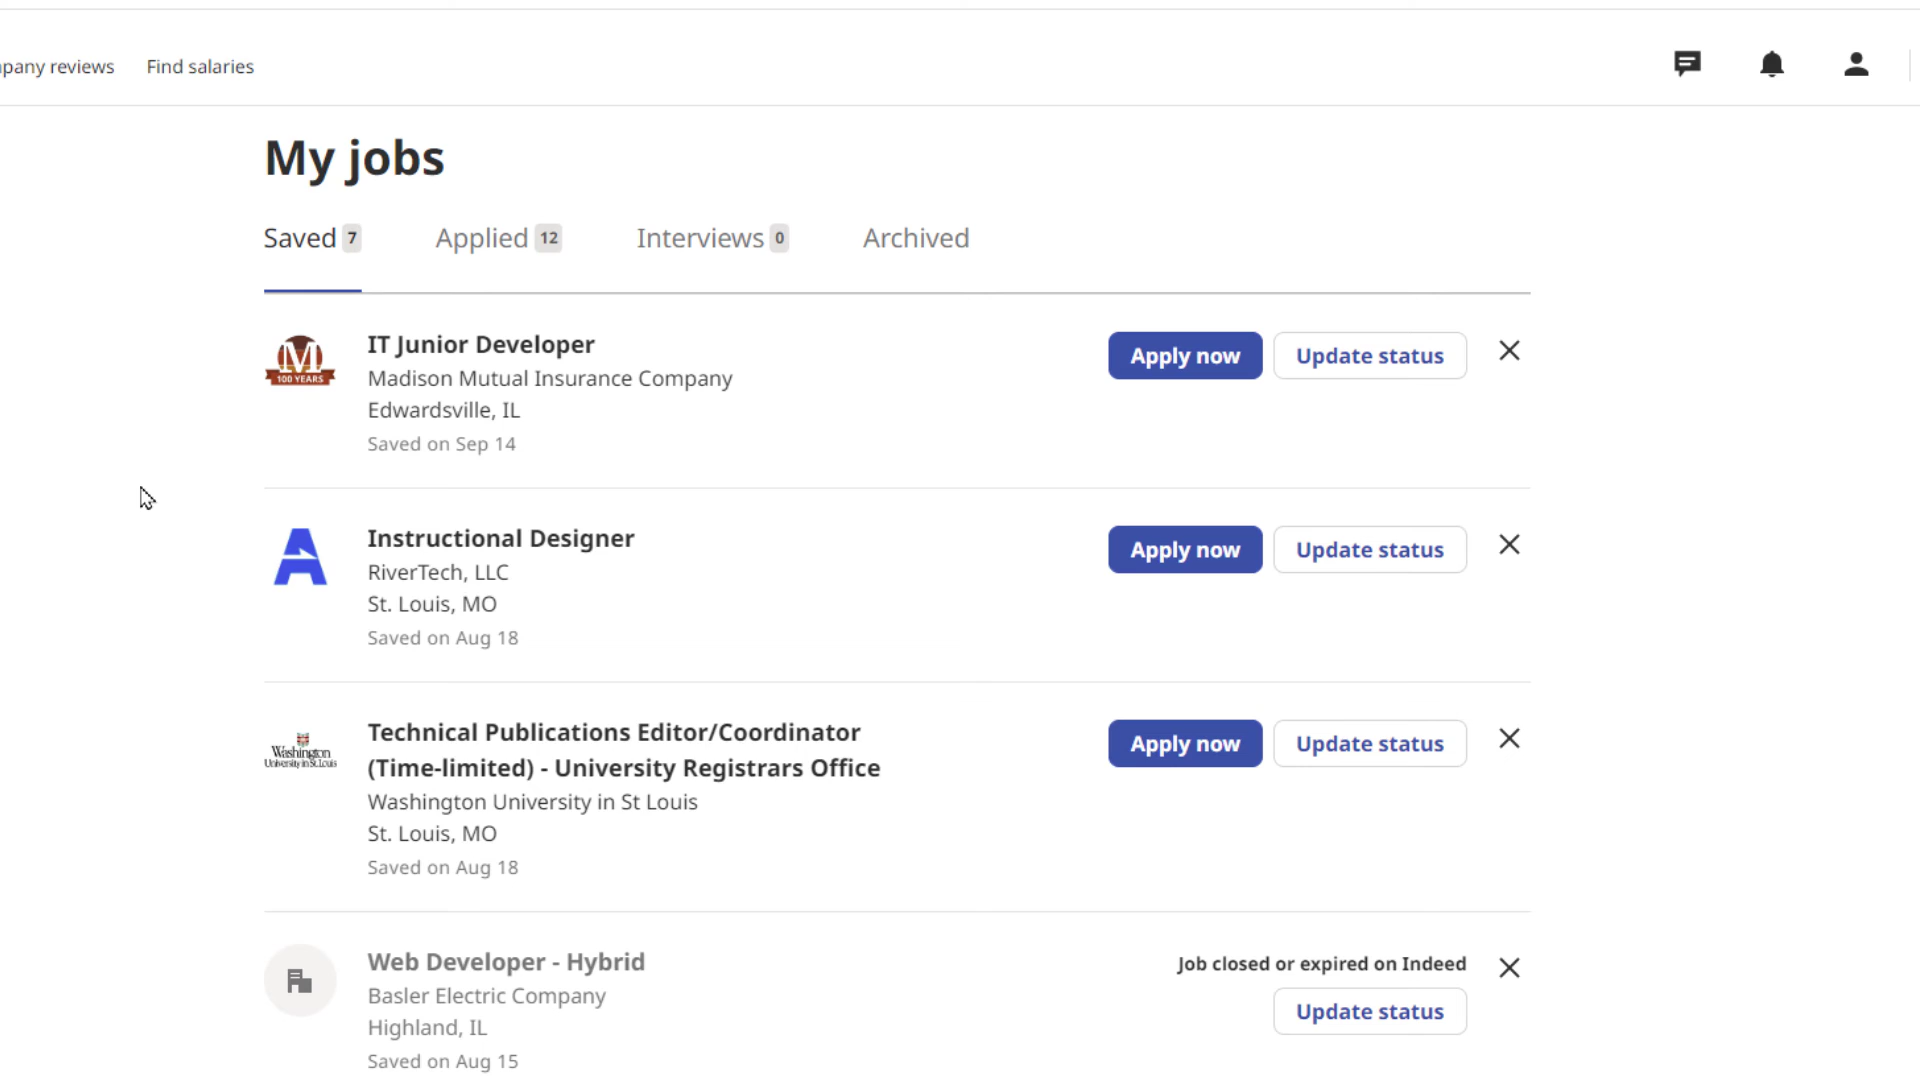 pany reviews Find salaries
My jobs
Saved 7 Applied 12 Interviews 0 Archived
M
100 YEARS
IT Junior Developer
Madison Mutual Insurance Company
Edwardsville, IL
Saved on Sep 14
Apply now Update status
Instructional Designer
RiverTech, LLC
St. Louis, MO
Saved on Aug 18
Apply now Update status
Washington
University in St. Louis
Technical Publications Editor/Coordinator
(Time-limited) - University Registrars Office
Washington University in St Louis
St. Louis, MO
Saved on Aug 18
Apply now Update status
Web Developer - Hybrid
Basler Electric Company
Highland, IL
Saved on Aug 15
Job closed or expired on Indeed
Update status